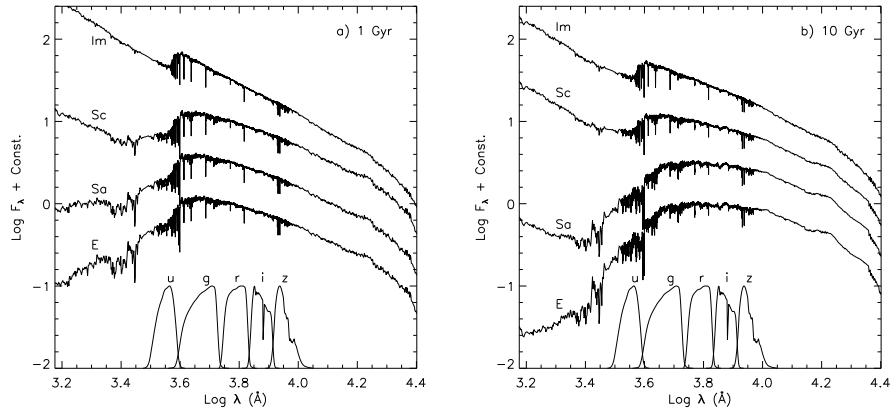 a) 1 Gyr
2
1
0
−1
−2
Log Fλ + Const.
Im
Sc
Sa
E
u g r i z
3.2 3.4 3.6 3.8 4.0 4.2 4.4
Log λ (Å)
b) 10 Gyr
2
1
0
−1
−2
Log Fλ + Const.
Im
Sc
Sa
E
u g r i z
3.2 3.4 3.6 3.8 4.0 4.2 4.4
Log λ (Å)